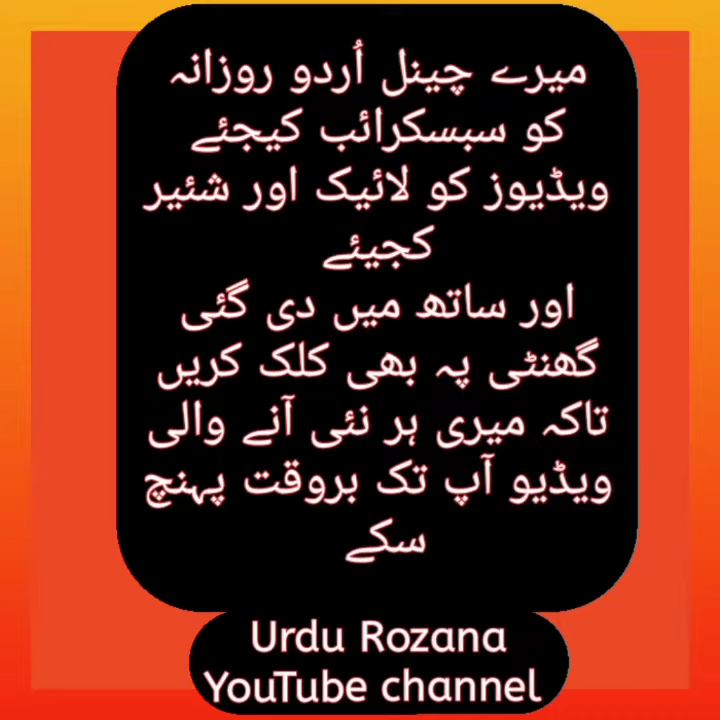 میرے چینل اُردو روزانہ
کو سبسکرائب کیجئے
ویڈیوز کو لائیک اور شئیر
کجیئے
اور ساتھ میں دی گئی
گھنٹی پہ بھی کلک کریں
تاکہ میری ہر نئی آنے والی
ویڈیو آپ تک بروقت پہنچ
سکے
Urdu Rozana
YouTube channel